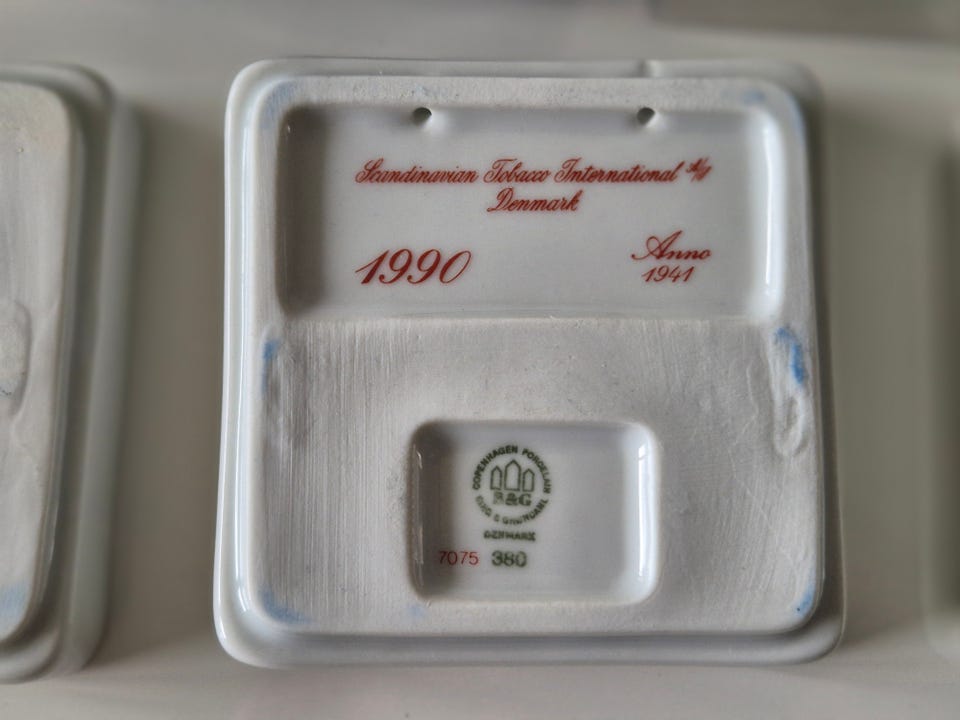 Scandinavian Tobacco International A/S
Denmark
1990
Anno
1941
COPENHAGEN PORCELAIN
B&G
BING & GRØNDAHL
DENMARK
7075 380